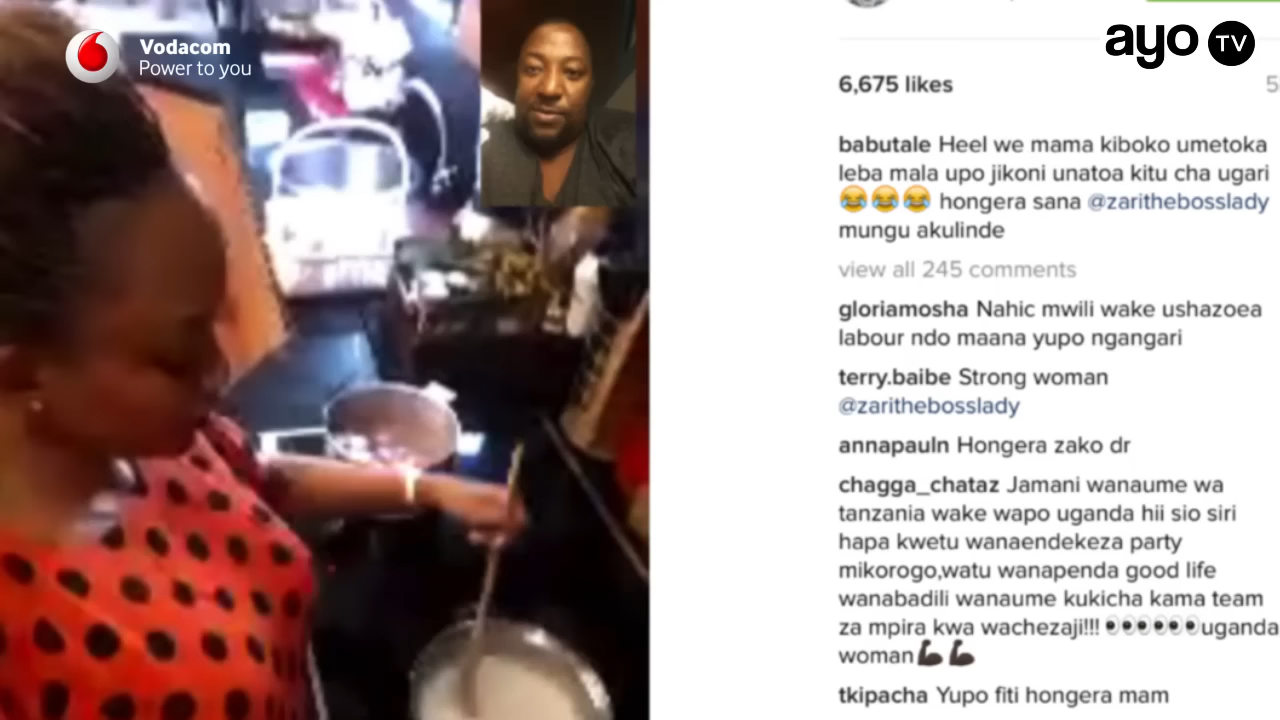 Vodacom
Power to you
ayo TV
6,675 likes
babutale Heel we mama kiboko umetoka
leba mala upo jikoni unatoa kitu cha ugari
😂😂😂 hongera sana @zarithebosslady
mungu akulinde
view all 245 comments
gloriamosha Nahic mwili wake ushazoea
labour ndo maana yupo ngangari
terry.baibe Strong woman
@zarithebosslady
annapauln Hongera zako dr
chagga_chataz Jamani wanaume wa
tanzania wake wapo uganda hii sio siri
hapa kwetu wanaendekeza party
mikorogo,watu wanapenda good life
wanabadili wanaume kukicha kama team
za mpira kwa wachezaji!!! 👀👀👀uganda
woman💪🏿💪🏿
tkipacha Yupo fiti hongera mam